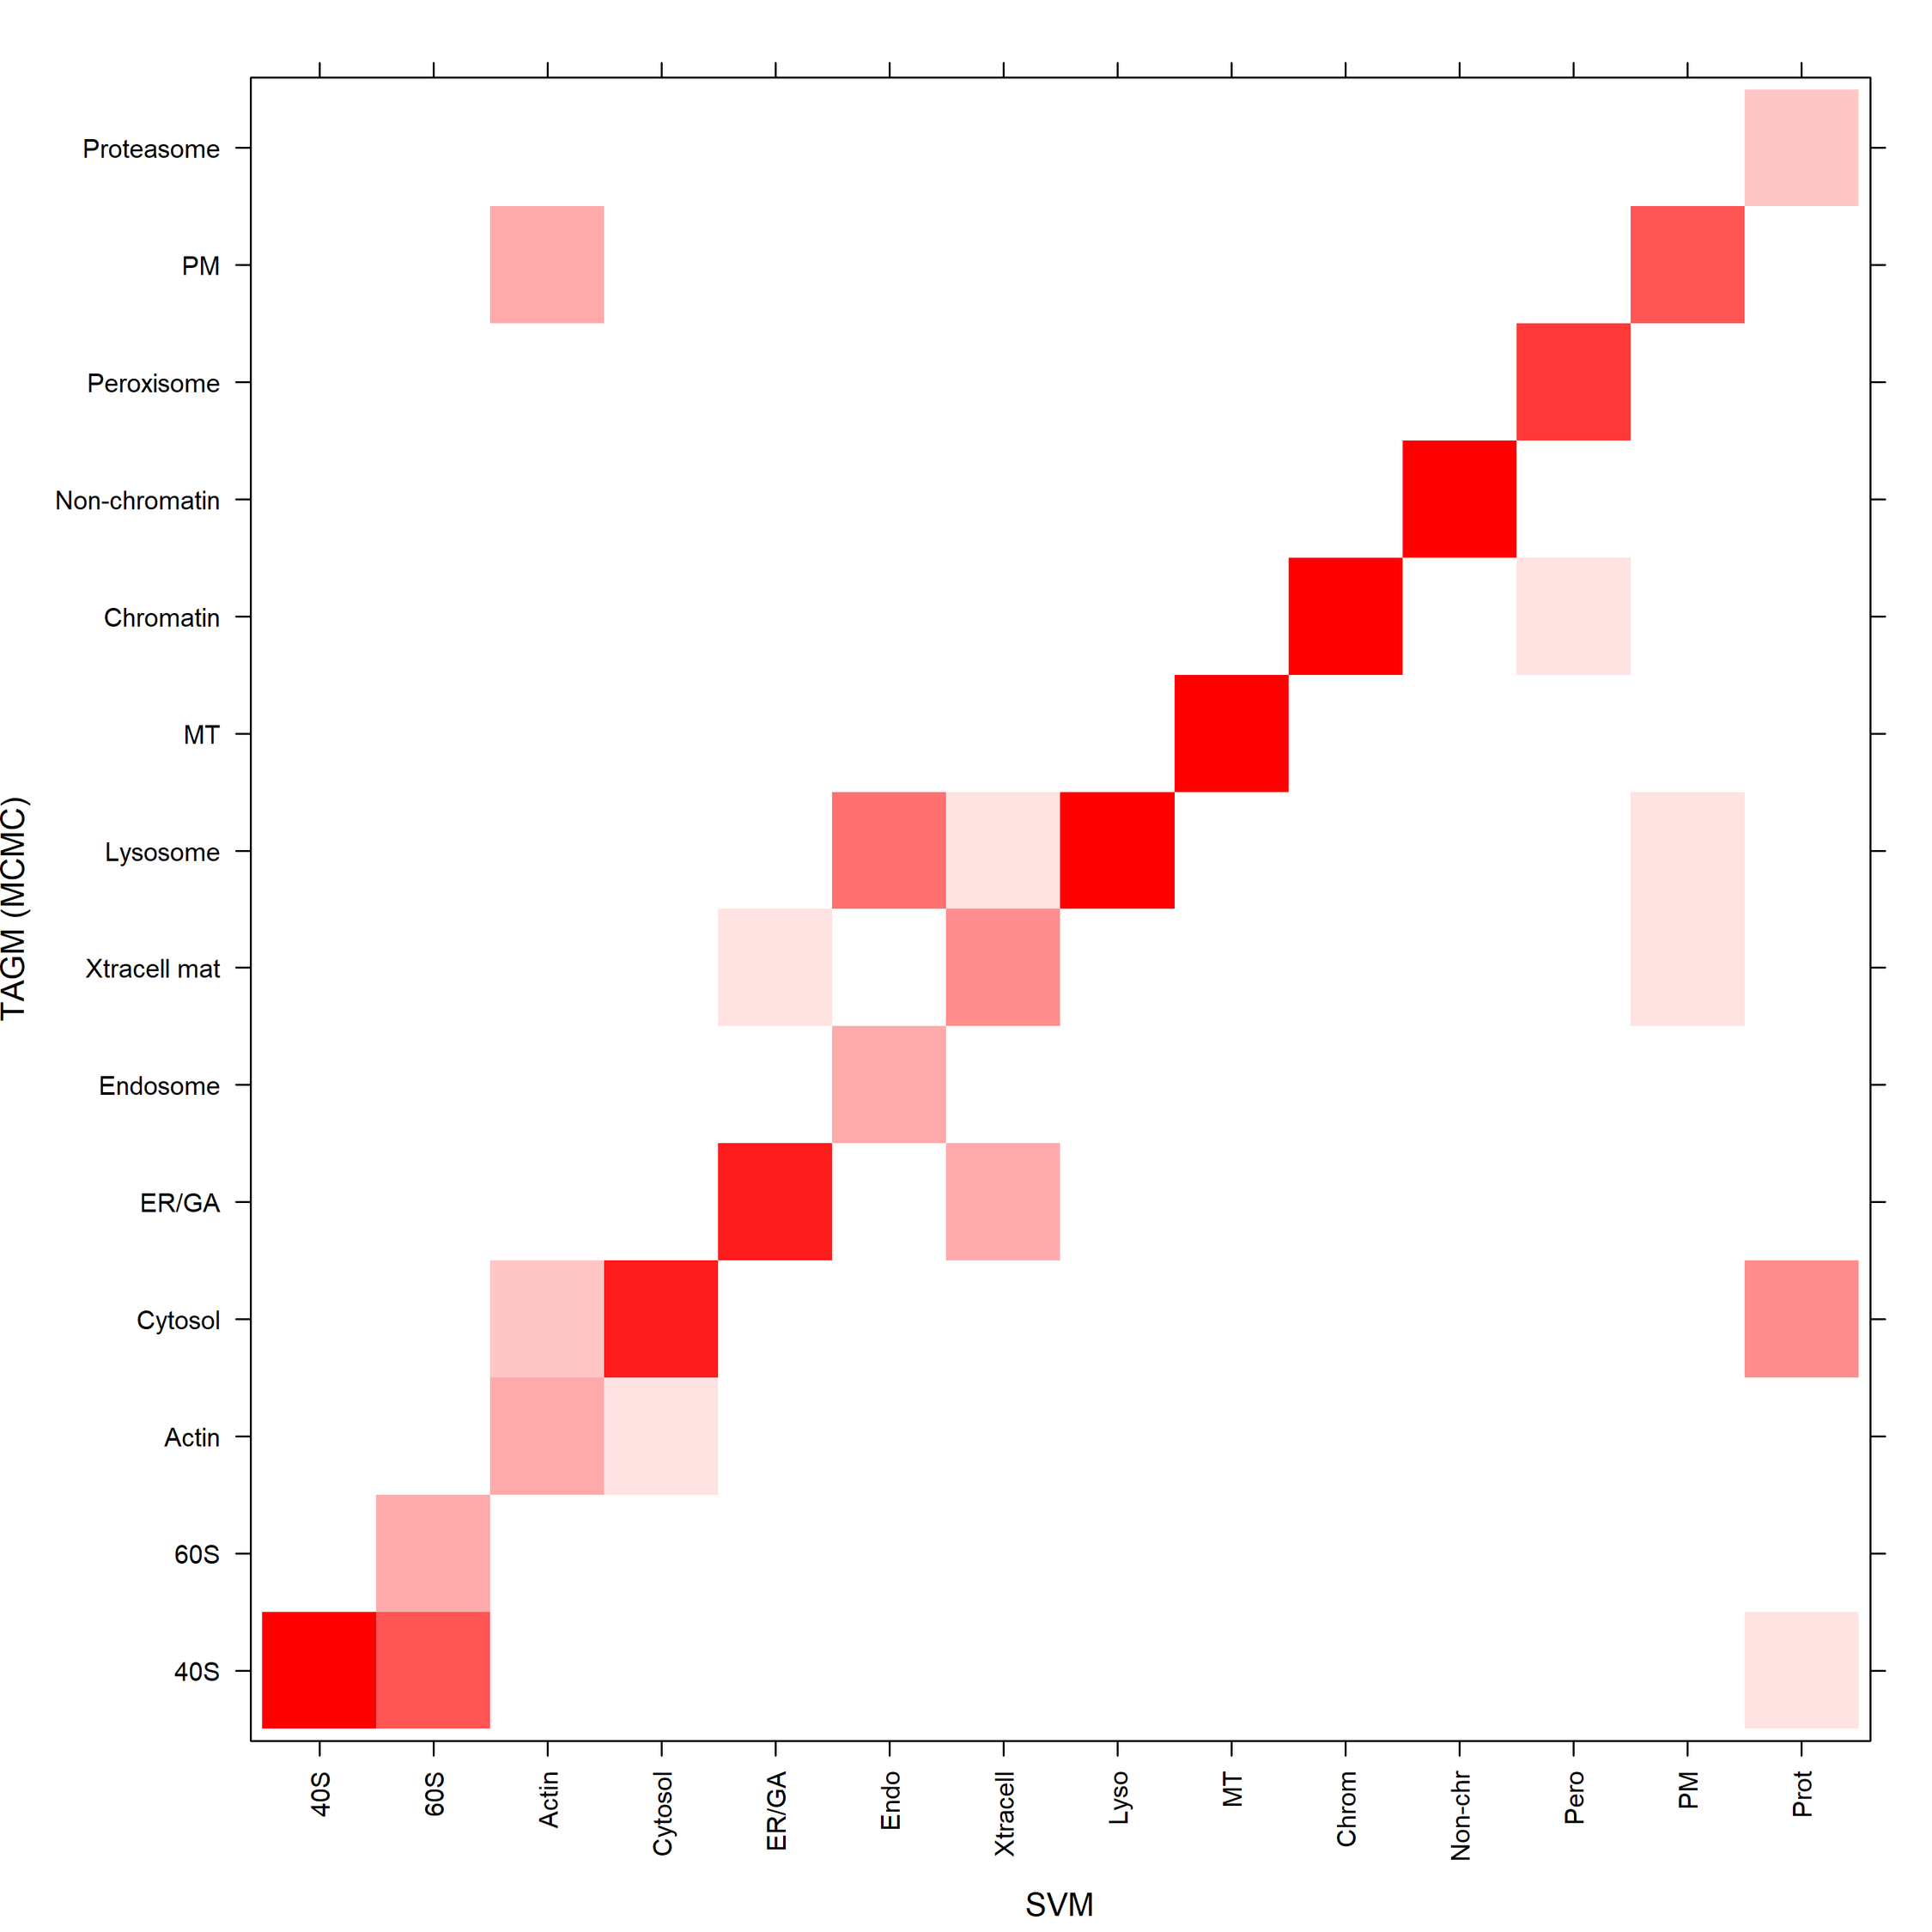 Proteasome
PM
Peroxisome
Non-chromatin
Chromatin
MT
Lysosome
Xtracell mat
Endosome
ER/GA
Cytosol
Actin
60S
40S
TAGM (MCMC)
40S
60S
Actin
Cytosol
ER/GA
Endo
Xtracell
Lyso
MT
Chrom
Non-chr
Pero
PM
Prot
SVM